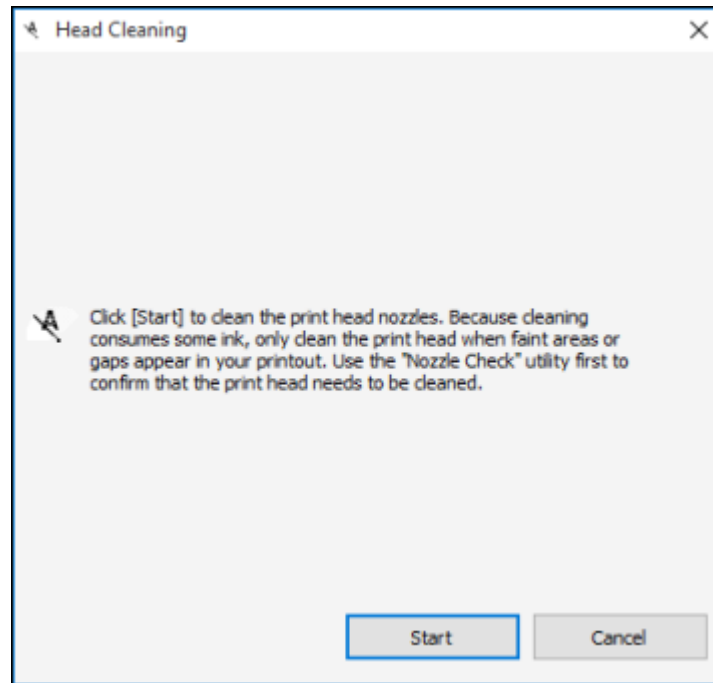 Head Cleaning
Click [Start] to clean the print head nozzles. Because cleaning
consumes some ink, only clean the print head when faint areas or
gaps appear in your printout. Use the "Nozzle Check" utility first to
confirm that the print head needs to be cleaned.
Start Cancel